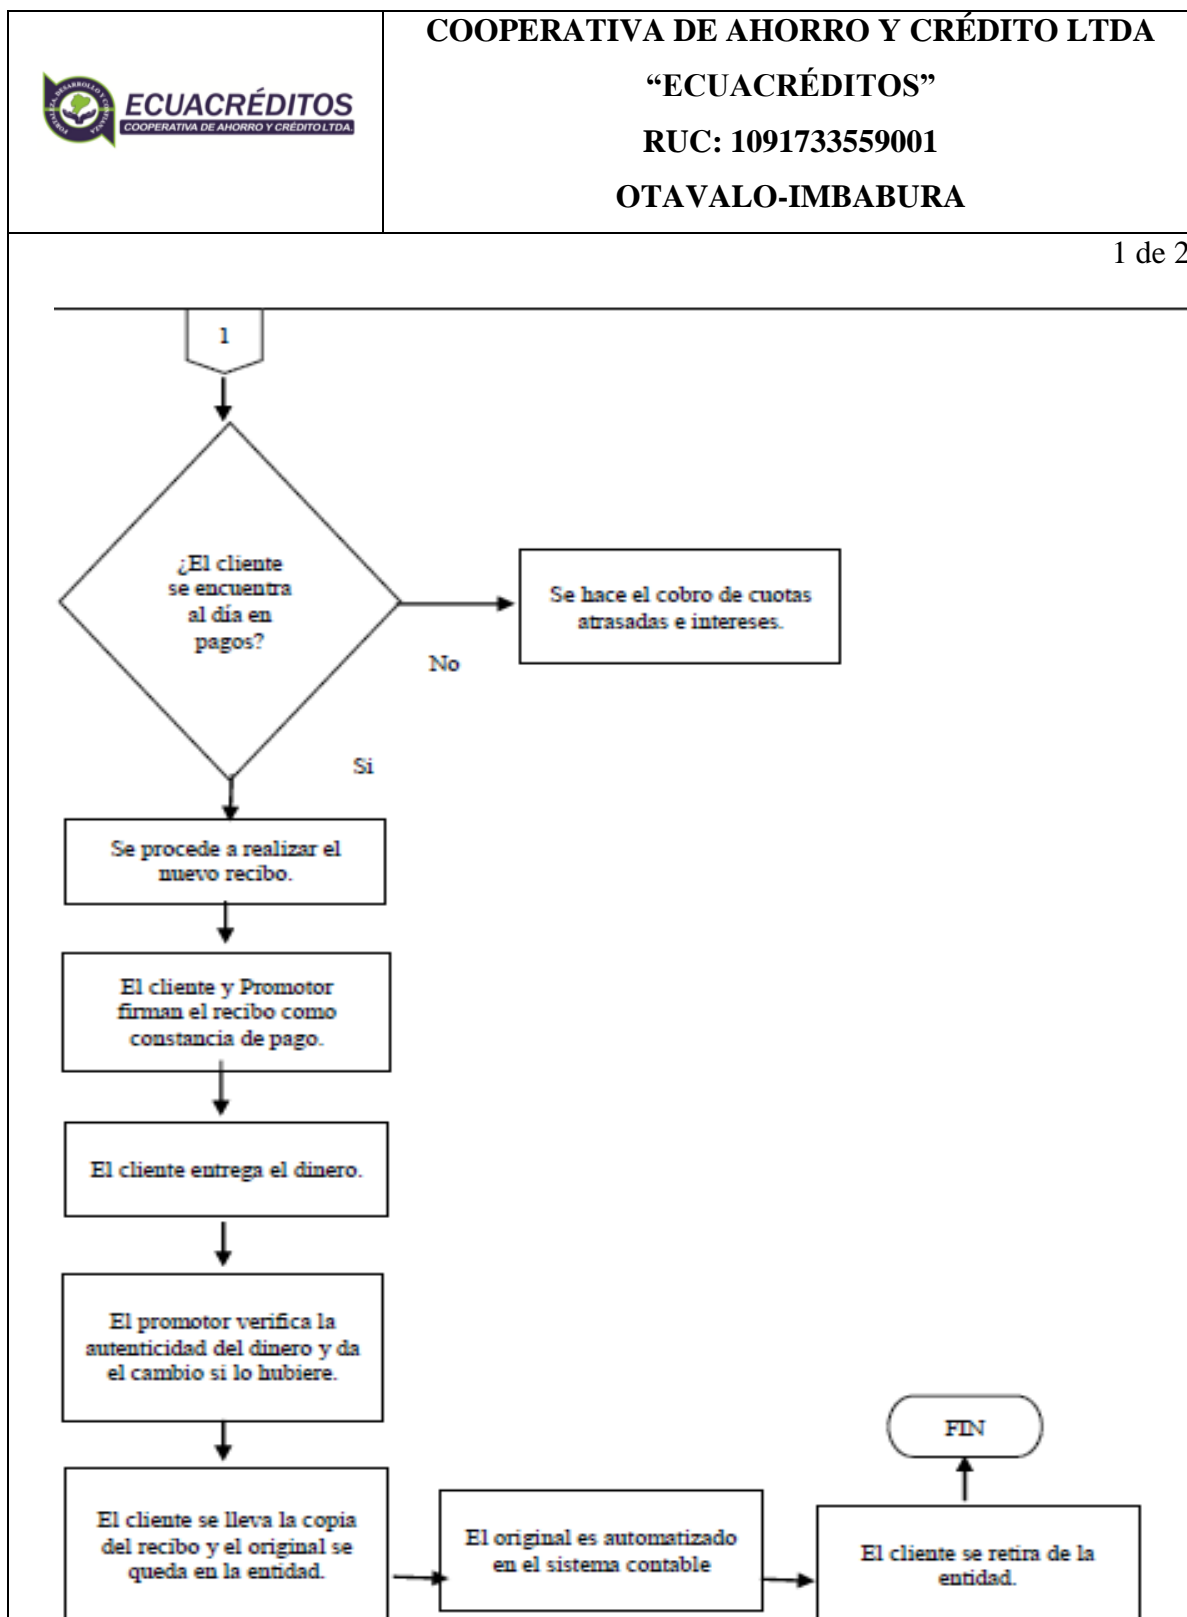 COOPERATIVA DE AHORRO Y CRÉDITO LTDA
“ECUACRÉDITOS”
RUC: 1091733559001
OTAVALO-IMBABURA
FORTALEZA, DESARROLLO Y CONFIANZA
ECUACRÉDITOS
COOPERATIVA DE AHORRO Y CRÉDITO LTDA.
1 de 2
1
¿El cliente
se encuentra
al día en
pagos?
Se hace el cobro de cuotas
atrasadas e intereses.
No
Si
Se procede a realizar el
nuevo recibo.
El cliente y Promotor
firman el recibo como
constancia de pago.
El cliente entrega el dinero.
El promotor verifica la
autenticidad del dinero y da
el cambio si lo hubiere.
El cliente se lleva la copia
del recibo y el original se
queda en la entidad.
El original es automatizado
en el sistema contable
El cliente se retira de la
entidad.
FIN